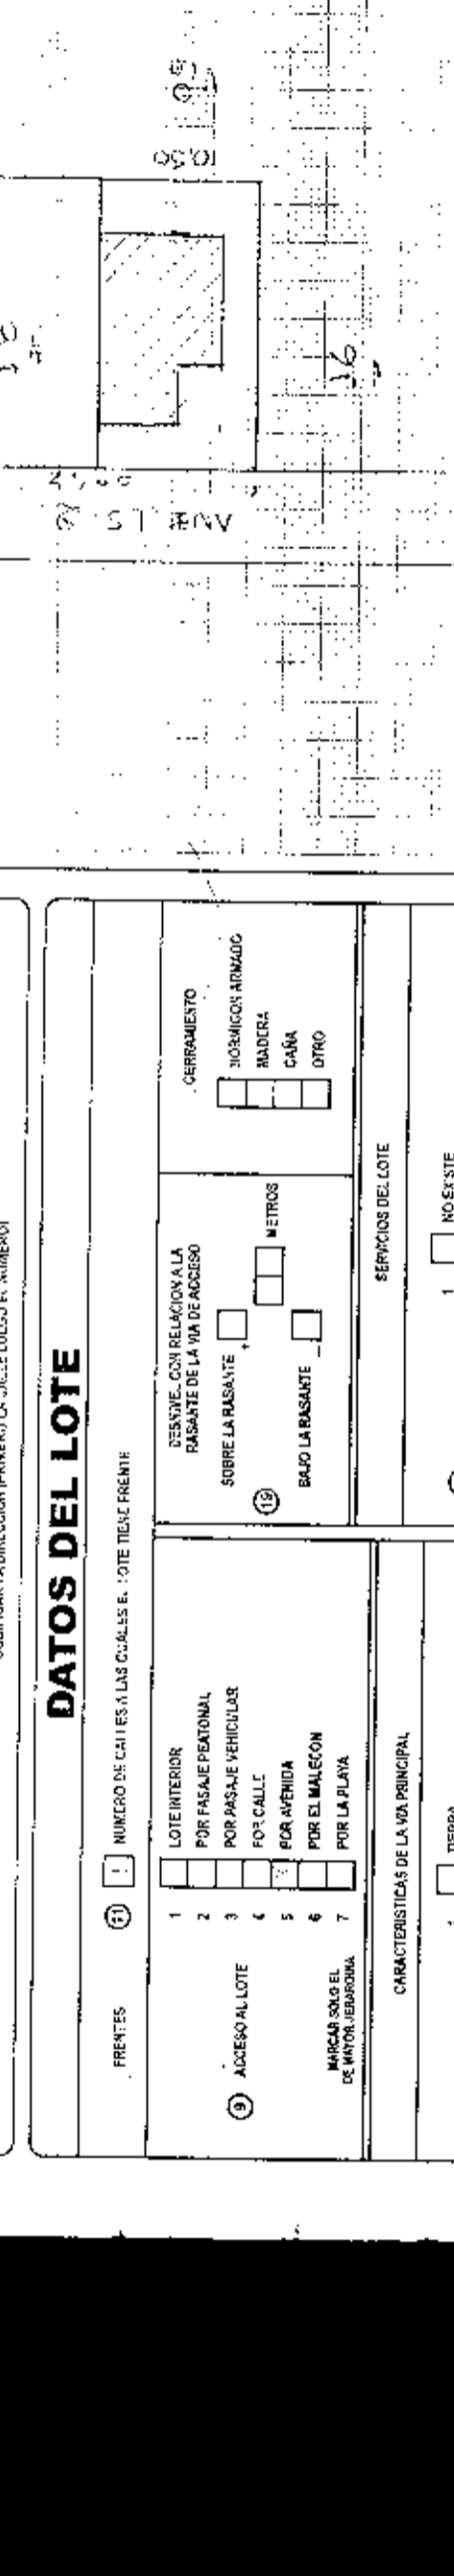 10,50
16
DATOS DEL LOTE
FRENTES
NUMERO DE CALLES A LAS CUALES EL LOTE TIENE FRENTE
9 ACCESO AL LOTE
1 LOTE INTERIOR
2 POR PASAJE PEATONAL
3 POR PASAJE VEHICULAR
4 POR CALLE
5 POR AVENIDA
6 POR EL MALECON
7 POR LA PLAYA
MARCAR SOLO EL
DE MAYOR JERARQUIA
DESNIVEL CON RELACION A LA
RASANTE DE LA VIA DE ACCESO
19
SOBRE LA RASANTE +
BAJO LA RASANTE –
METROS
CERRAMIENTO
HORMIGON ARMADO
MADERA
CAÑA
OTRO
CARACTERISTICAS DE LA VIA PRINCIPAL
1 TIERRA
SERVICIOS DEL LOTE
1 NO EXISTE